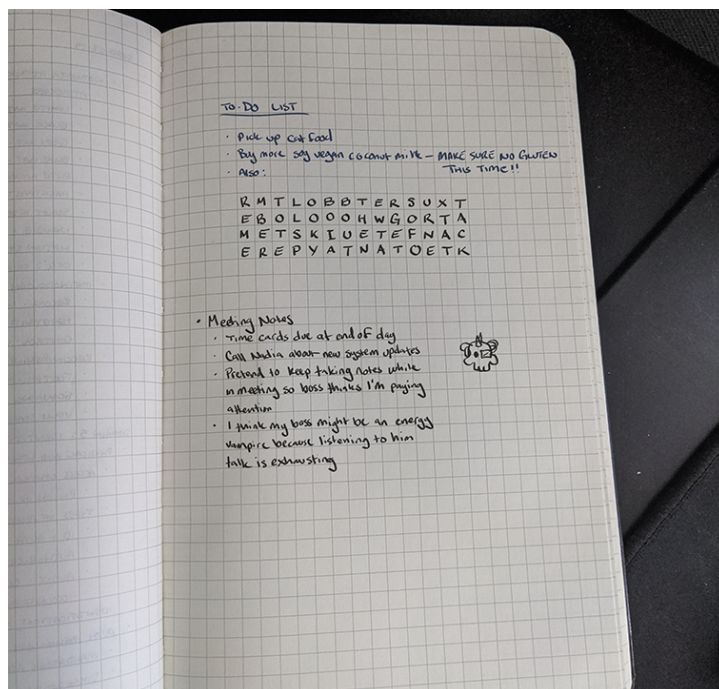 TO-DO LIST
· Pick up cat food
· Buy more soy vegan coconut milk – MAKE SURE NO GLUTEN
THIS TIME!!
· Also:
R M T L O B B T E R S U X T
E B O L O O O H W G O R T A
M E T S K I U E T E F N A C
E R E P Y A T N A T O E T K
• Meeting Notes
· Time cards due at end of day
· Call Nadia about new system updates
· Pretend to keep taking notes while
in meeting so boss thinks I'm paying
attention
· I think my boss might be an energy
vampire because listening to him
talk is exhausting